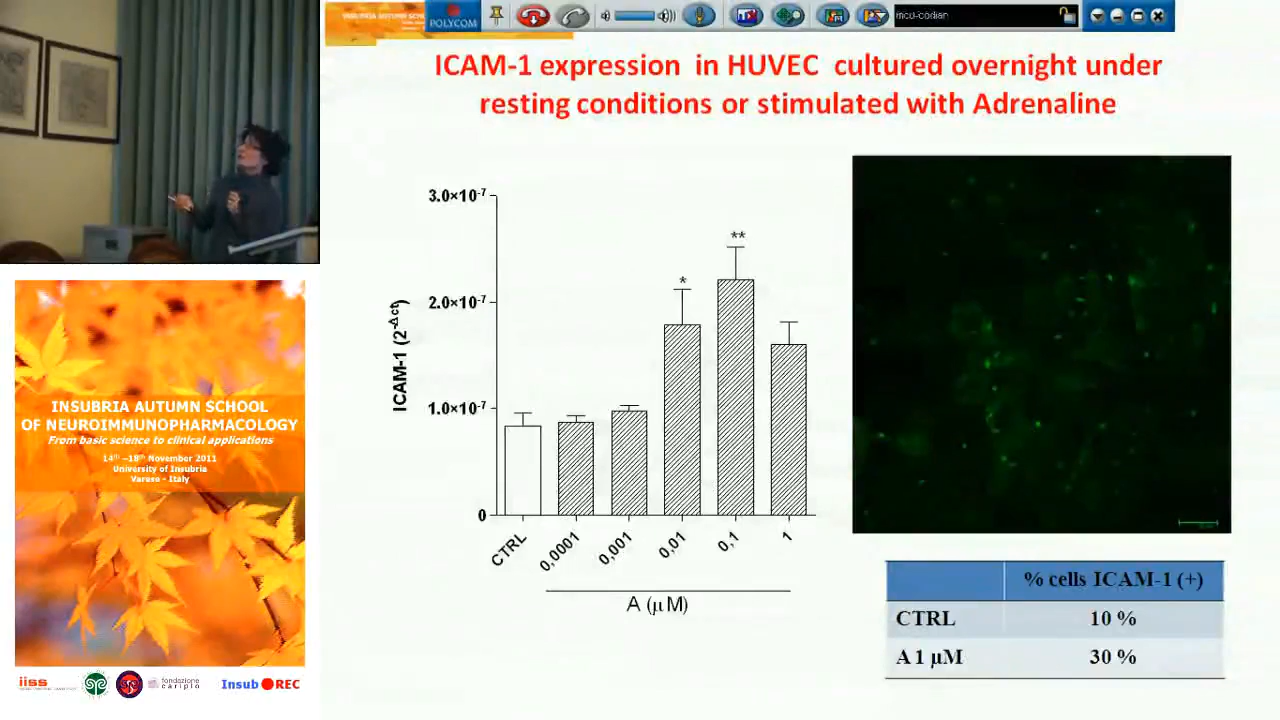 POLYCOM
mcu-codian
ICAM-1 expression in HUVEC cultured overnight under
resting conditions or stimulated with Adrenaline
3.0×10-7
2.0×10-7
1.0×10-7
0
ICAM-1 (2-Δct)
*
**
CTRL
0,0001
0,001
0,01
0,1
1
A (μM)
% cells ICAM-1 (+)
CTRL 10 %
A 1 μM 30 %
INSUBRIA AUTUMN SCHOOL
OF NEUROIMMUNOPHARMACOLOGY
From basic science to clinical applications
14th –18th November 2011
University of Insubria
Varese - Italy
iiss
fondazione
cariplo
Insub REC